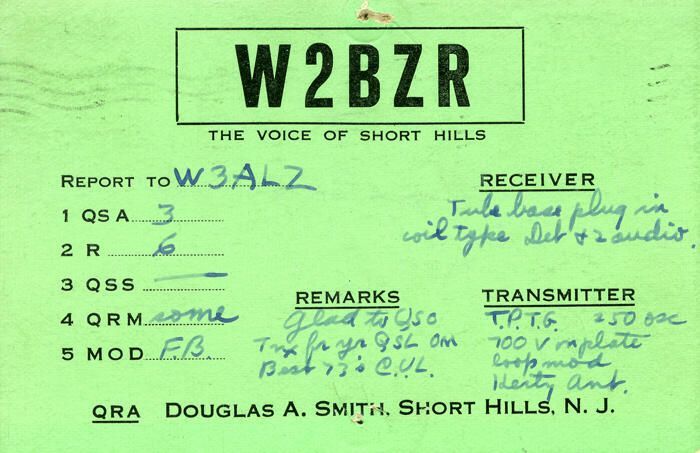 W2BZR
THE VOICE OF SHORT HILLS
REPORT TO W3ALZ
1 QSA 3
2 R 6
3 QSS —
4 QRM some
5 MOD F.B.
RECEIVER
Tube base plug in
coil type Det + 2 audio.
REMARKS
Glad to QSO
Tnx fr yr QSL OM
Best 73's C.U.L.
TRANSMITTER
T.P.T.G. 250 osc
700 V on plate
loop mod
Hertz Ant.
QRA DOUGLAS A. SMITH, SHORT HILLS, N. J.